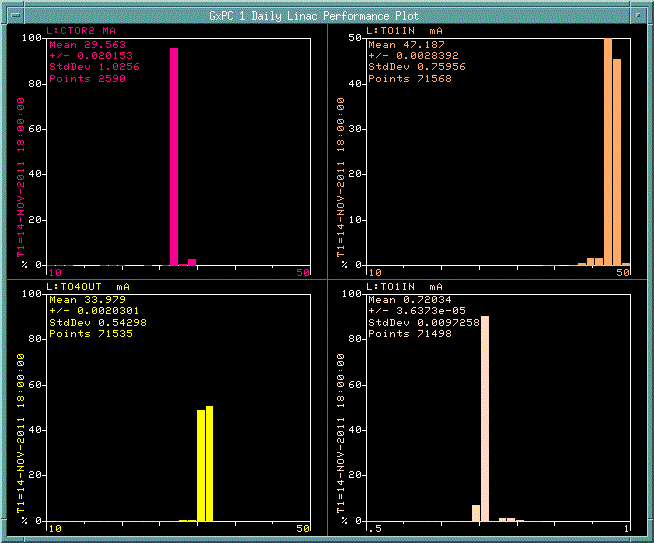 GxPC 1 Daily Linac Performance Plot
L:CTOR2 MA
Mean 29.563
+/- 0.020153
StdDev 1.0256
Points 2590
100
80
60
40
20
% 0
10
50
T1=14-NOV-2011 18:00:00
L:TO1IN mA
Mean 47.187
+/- 0.0028392
StdDev 0.75956
Points 71568
50
40
30
20
10
% 0
10
50
T1=14-NOV-2011 18:00:00
L:TO4OUT mA
Mean 33.979
+/- 0.0020301
StdDev 0.54298
Points 71535
100
80
60
40
20
% 0
10
50
T1=14-NOV-2011 18:00:00
L:TO1IN mA
Mean 0.72034
+/- 3.6373e-05
StdDev 0.0097258
Points 71498
100
80
60
40
20
% 0
.5
1
T1=14-NOV-2011 18:00:00